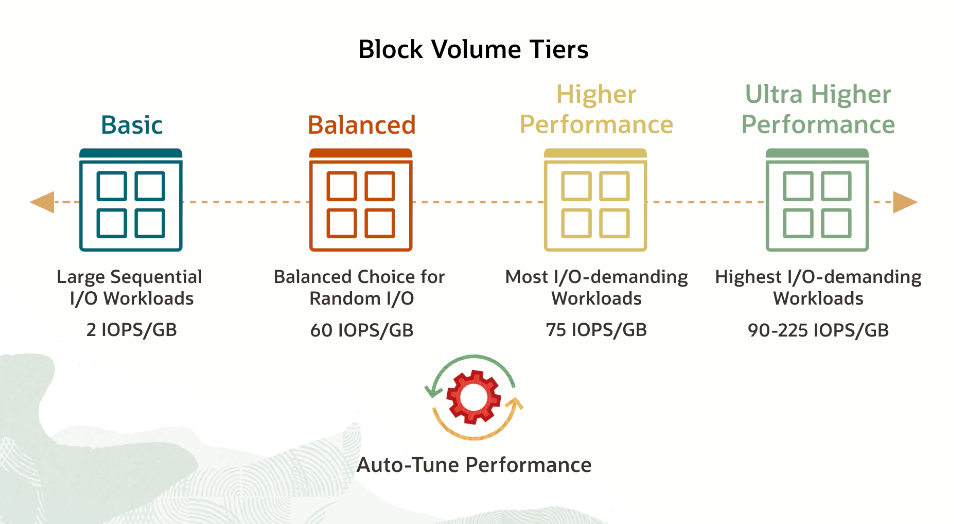 Block Volume Tiers
Basic
Large Sequential
I/O Workloads
2 IOPS/GB
Balanced
Balanced Choice for
Random I/O
60 IOPS/GB
Higher
Performance
Most I/O-demanding
Workloads
75 IOPS/GB
Ultra Higher
Performance
Highest I/O-demanding
Workloads
90-225 IOPS/GB
Auto-Tune Performance